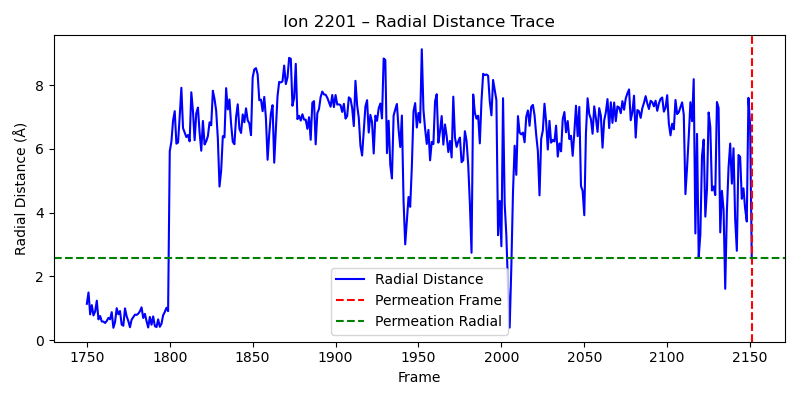 Ion 2201 – Radial Distance Trace
Radial Distance (Å)
8
6
4
2
0
Radial Distance
Permeation Frame
Permeation Radial
1750 1800 1850 1900 1950 2000 2050 2100 2150
Frame